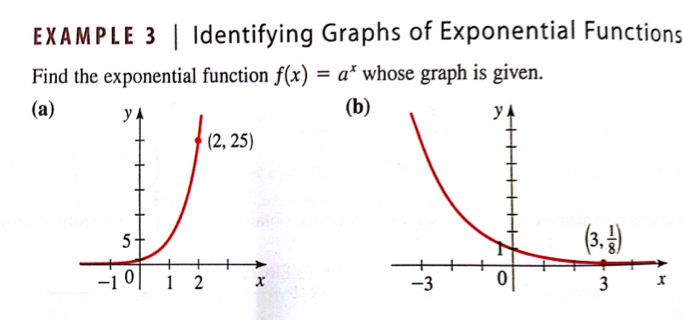 EXAMPLE 3 | Identifying Graphs of Exponential Functions
Find the exponential function f(x) = aˣ whose graph is given.
(a)
y
(2, 25)
5
−1 0 1 2 x
(b)
y
(3, 1/8)
1
−3 0 3 x